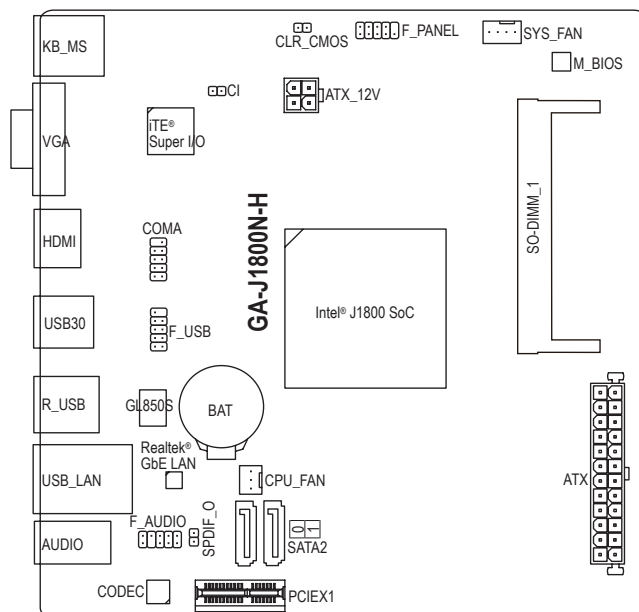 KB_MS
CLR_CMOS
F_PANEL
SYS_FAN
M_BIOS
CI
ATX_12V
iTE®
Super I/O
VGA
SO-DIMM_1
COMA
HDMI
GA-J1800N-H
Intel® J1800 SoC
USB30
F_USB
R_USB
GL850S
BAT
Realtek®
GbE LAN
USB_LAN
CPU_FAN
ATX
F_AUDIO
SPDIF_O
0
1
SATA2
AUDIO
CODEC
PCIEX1